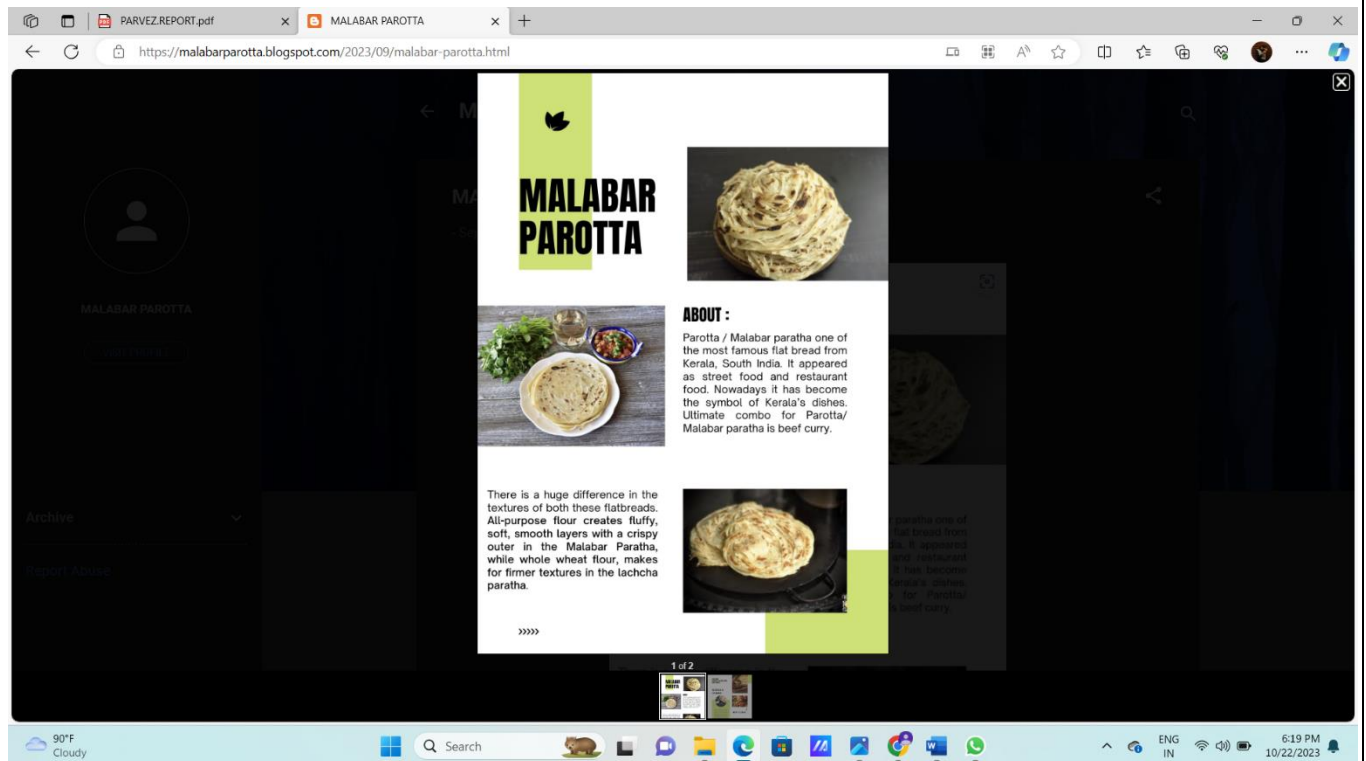 PARVEZ.REPORT.pdf
MALABAR PAROTTA
https://malabarparotta.blogspot.com/2023/09/malabar-parotta.html
MALABAR
PAROTTA
MALABAR PAROTTA
ABOUT :
Parotta / Malabar paratha one of
the most famous flat bread from
Kerala, South India. It appeared
as street food and restaurant
food. Nowadays it has become
the symbol of Kerala's dishes.
Ultimate combo for Parotta/
Malabar paratha is beef curry.
There is a huge difference in the
textures of both these flatbreads.
All-purpose flour creates fluffy,
soft, smooth layers with a crispy
outer in the Malabar Paratha,
while whole wheat flour, makes
for firmer textures in the lachcha
paratha.
›››››
Archive
Report Abuse
1 of 2
90°F
Cloudy
Search
ENG
IN
6:19 PM
10/22/2023